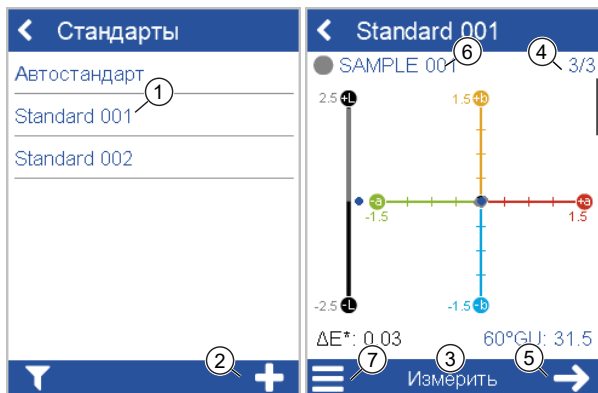 Стандарты
Автостандарт
1
Standard 001
Standard 002
2
Standard 001
6
4
SAMPLE 001
3/3
2.5 +L
1.5 +b
-a
+a
-1.5
1.5
-2.5 -L
-1.5 -b
ΔE*: 0.03
60°GU: 31.5
7
3
5
Измерить